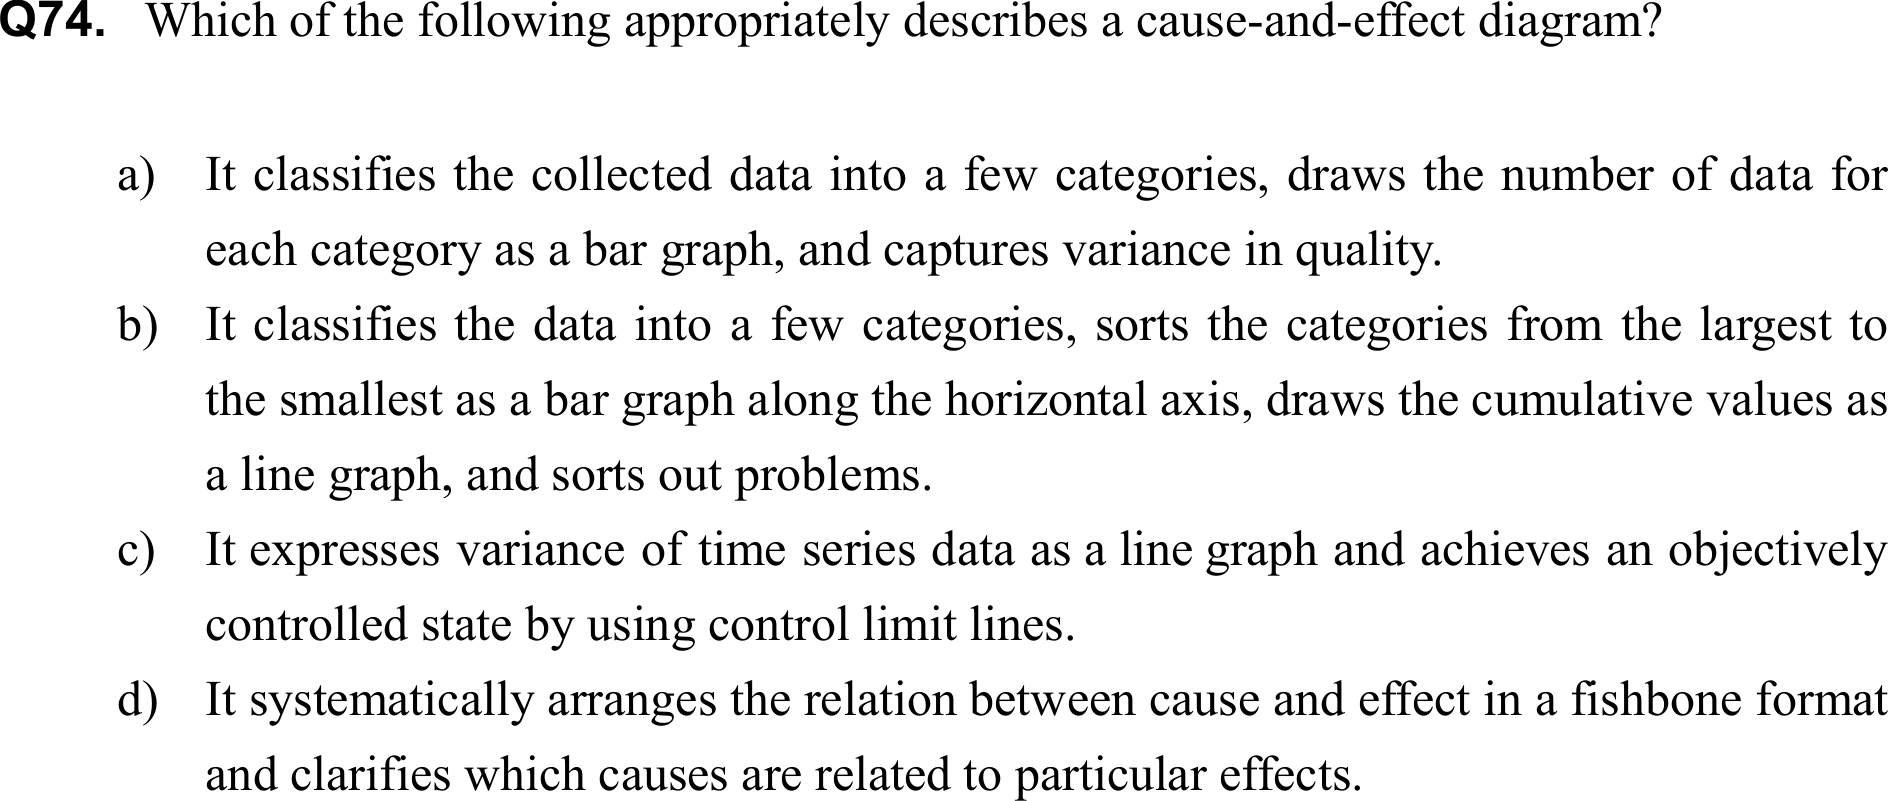 Q74. Which of the following appropriately describes a cause-and-effect diagram?
a) It classifies the collected data into a few categories, draws the number of data for
each category as a bar graph, and captures variance in quality.
b) It classifies the data into a few categories, sorts the categories from the largest to
the smallest as a bar graph along the horizontal axis, draws the cumulative values as
a line graph, and sorts out problems.
c) It expresses variance of time series data as a line graph and achieves an objectively
controlled state by using control limit lines.
d) It systematically arranges the relation between cause and effect in a fishbone format
and clarifies which causes are related to particular effects.